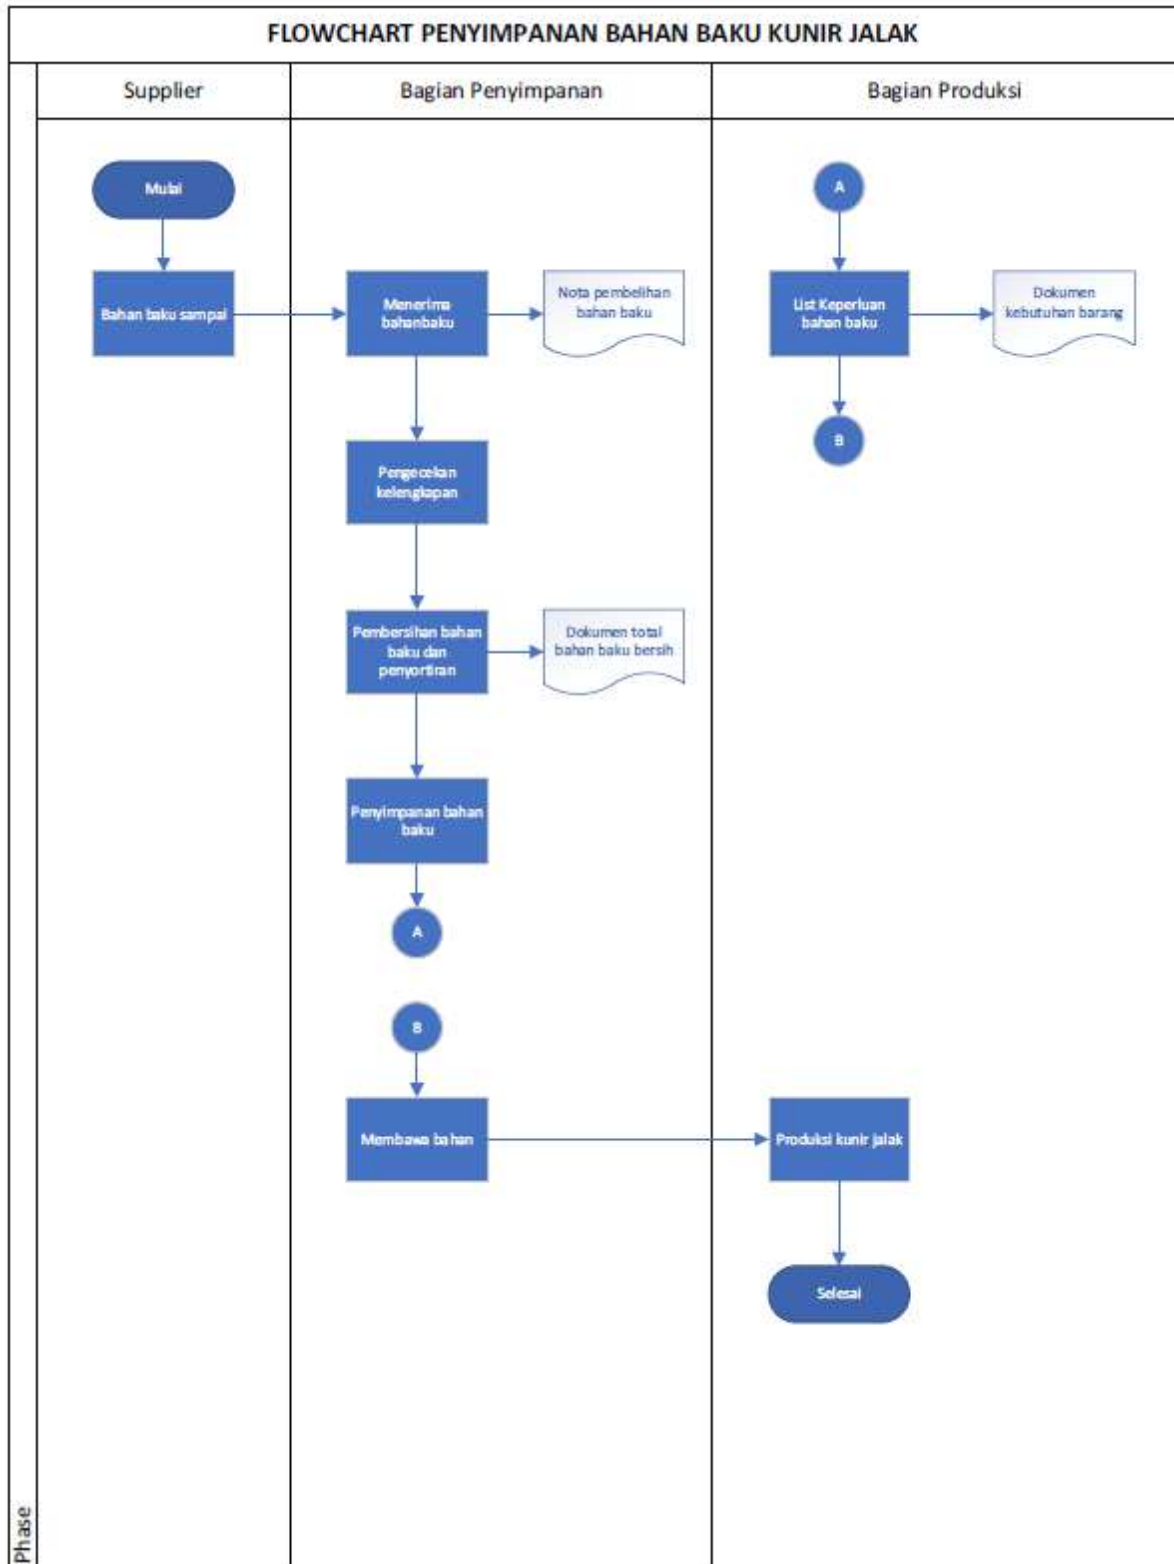 FLOWCHART PENYIMPANAN BAHAN BAKU KUNIR JALAK
Supplier
Bagian Penyimpanan
Bagian Produksi
Mulai
A
Bahan baku sampai
Menerima
bahanbaku
Nota pembelihan
bahan baku
List Keperluan
bahan baku
Dokumen
kebutuhan barang
B
Pengecekan
kelengkapan
Pembersihan bahan
baku dan
penyortiran
Dokumen total
bahan baku bersih
Penyimpanan bahan
baku
A
B
Membawa bahan
Produksi kunir jalak
Selesai
Phase